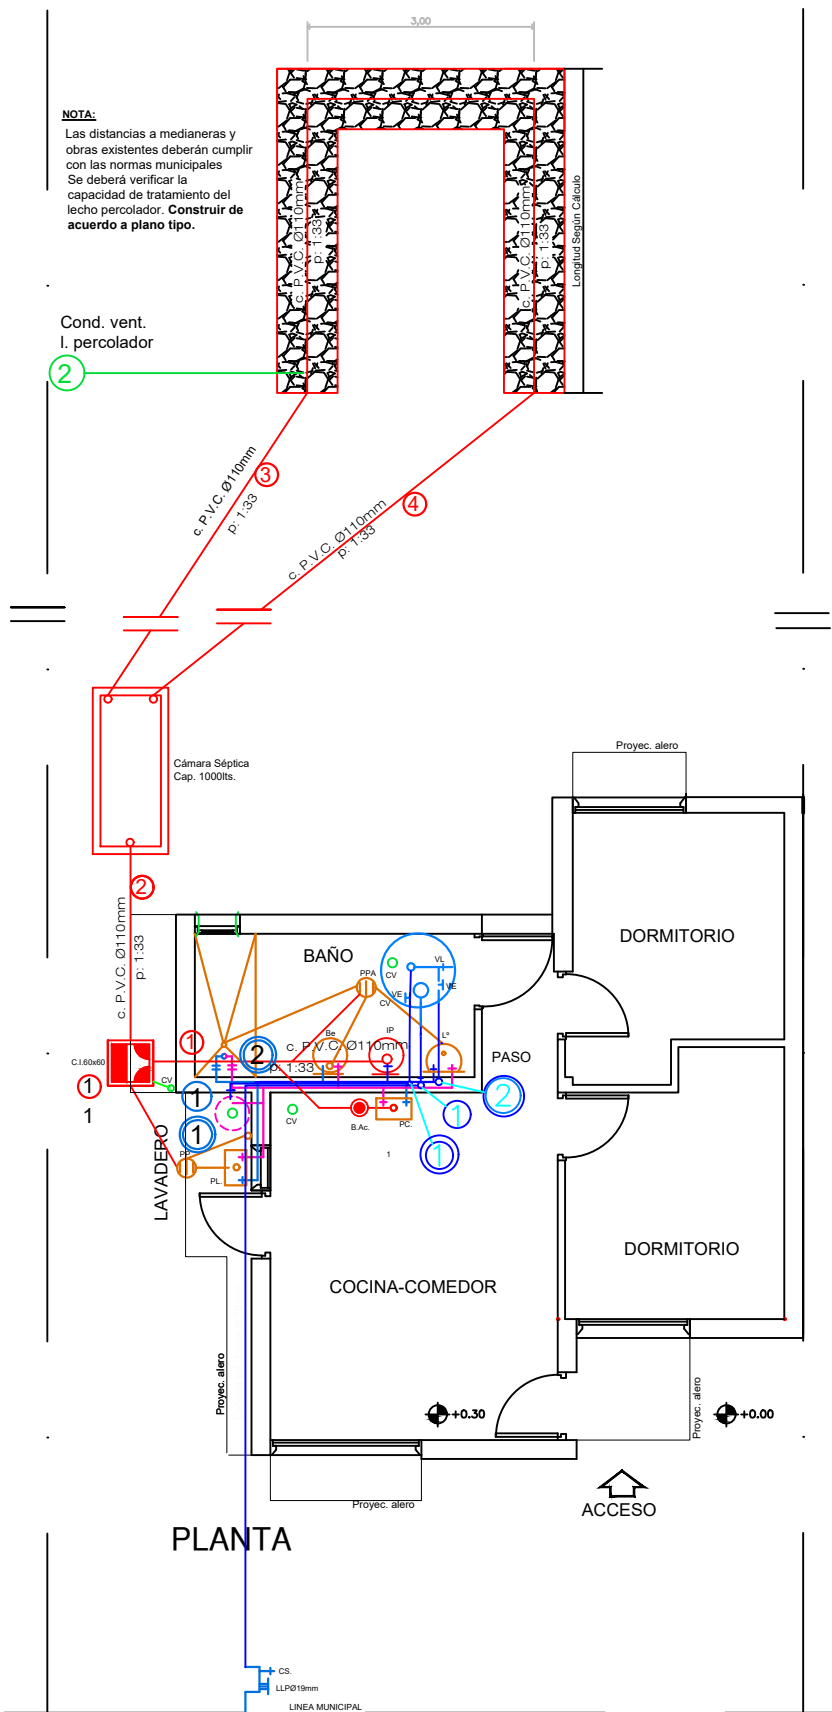 3,00
NOTA:
Las distancias a medianeras y
obras existentes deberán cumplir
con las normas municipales
Se deberá verificar la
capacidad de tratamiento del
lecho percolador. Construir de
acuerdo a plano tipo.
c. P.V.C. Ø110mm
p: 1:33
c. P.V.C. Ø110mm
p: 1:33
Longitud Según Cálculo
Cond. vent.
l. percolador
2
c. P.V.C. Ø110mm
p: 1:33
3
c. P.V.C. Ø110mm
p: 1:33
4
Cámara Séptica
Cap. 1000lts.
Proyec. alero
2
c. P.V.C. Ø110mm
p: 1:33
DORMITORIO
BAÑO
PPA
CV
VL
VE
VE
CV
1
2
c. P.V.C. Ø110mm
p: 1:33
Be
IP
Lº
PASO
C.I.60x60
1
1
CV
1
1
CV
B.Ac.
PC.
1
1
2
1
LAVADERO
PP
PL.
DORMITORIO
COCINA-COMEDOR
Proyec. alero
+0.30
Proyec. alero
+0.00
Proyec. alero
ACCESO
PLANTA
CS.
LLPØ19mm
LINEA MUNICIPAL